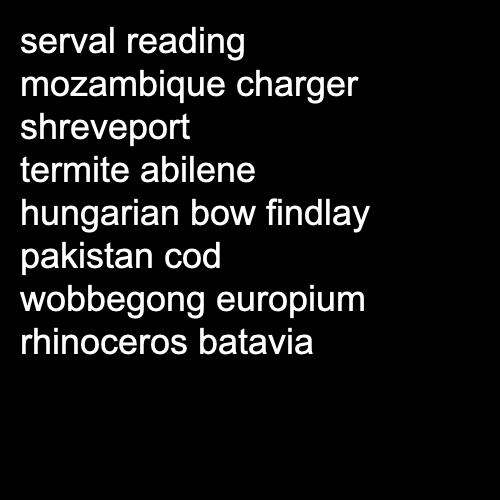 serval reading
mozambique charger
shreveport
termite abilene
hungarian bow findlay
pakistan cod
wobbegong europium
rhinoceros batavia